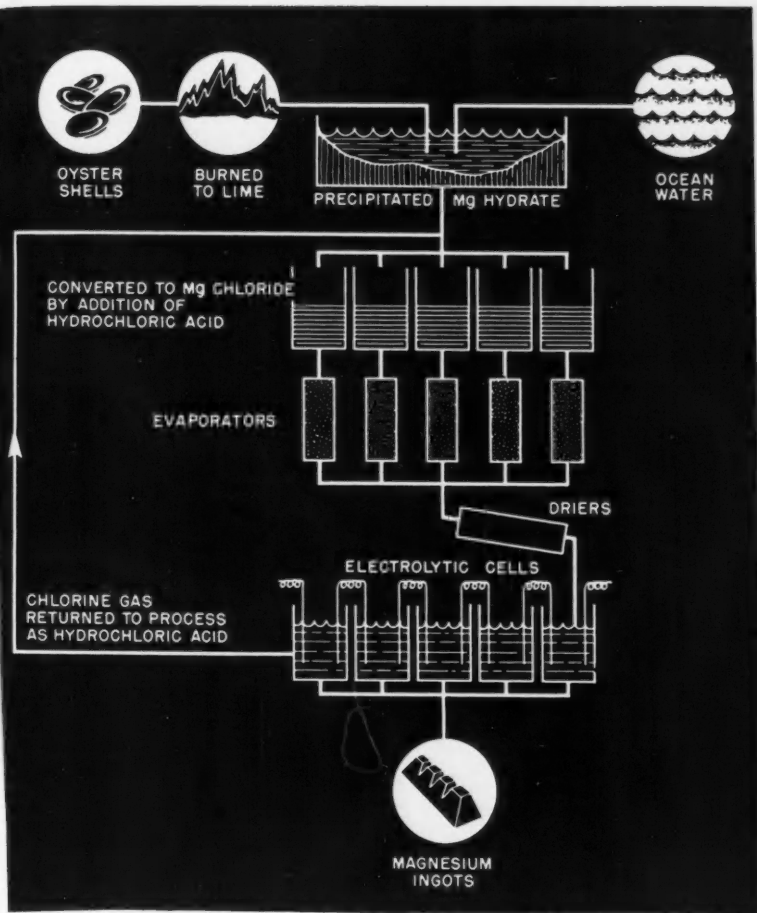 OYSTER
SHELLS
BURNED
TO LIME
PRECIPITATED Mg HYDRATE
OCEAN
WATER
CONVERTED TO Mg CHLORIDE
BY ADDITION OF
HYDROCHLORIC ACID
EVAPORATORS
DRIERS
ELECTROLYTIC CELLS
CHLORINE GAS
RETURNED TO PROCESS
AS HYDROCHLORIC ACID
MAGNESIUM
INGOTS